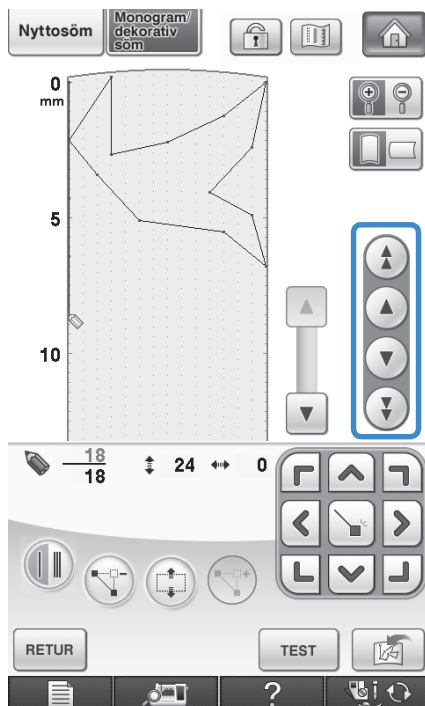 Nyttosöm
Monogram/
dekorativ
söm
0
mm
5
10
18
18
24
0
RETUR
TEST
?